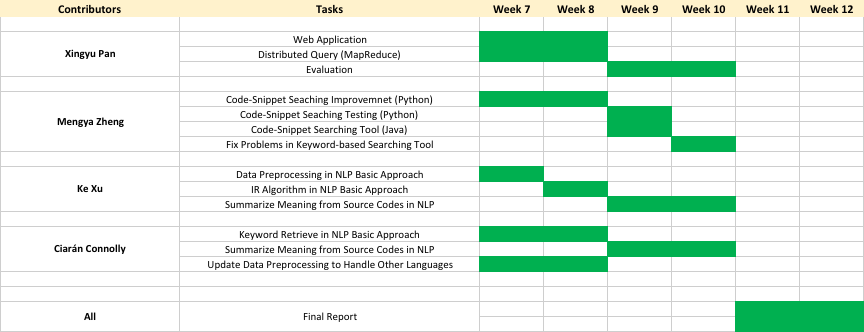 Contributors Tasks Week 7 Week 8 Week 9 Week 10 Week 11 Week 12
Web Application
Xingyu Pan Distributed Query (MapReduce)
Evaluation
Code-Snippet Seaching Improvemnet (Python)
Mengya Zheng Code-Snippet Seaching Testing (Python)
Code-Snippet Searching Tool (Java)
Fix Problems in Keyword-based Searching Tool
Data Preprocessing in NLP Basic Approach
Ke Xu IR Algorithm in NLP Basic Approach
Summarize Meaning from Source Codes in NLP
Keyword Retrieve in NLP Basic Approach
Ciarán Connolly Summarize Meaning from Source Codes in NLP
Update Data Preprocessing to Handle Other Languages
All Final Report